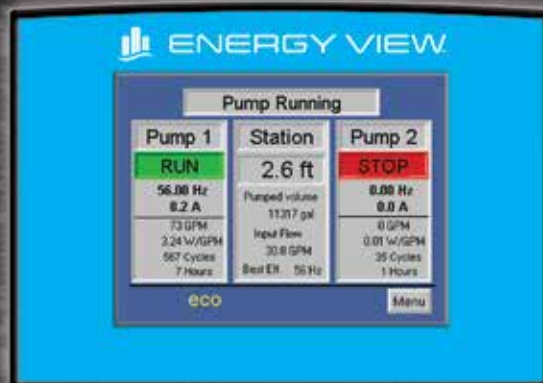 ENERGY VIEW
Pump Running
Pump 1
RUN
56.00 Hz
0.2 A
73 GPM
3.24 W/GPM
567 Cycles
7 Hours
Station
2.6 ft
Pumped volume
11317 gal
Input Flow
30.8 GPM
Best Eff. 56 Hz
Pump 2
STOP
0.00 Hz
0.0 A
0 GPM
0.01 W/GPM
35 Cycles
1 Hours
eco
Menu